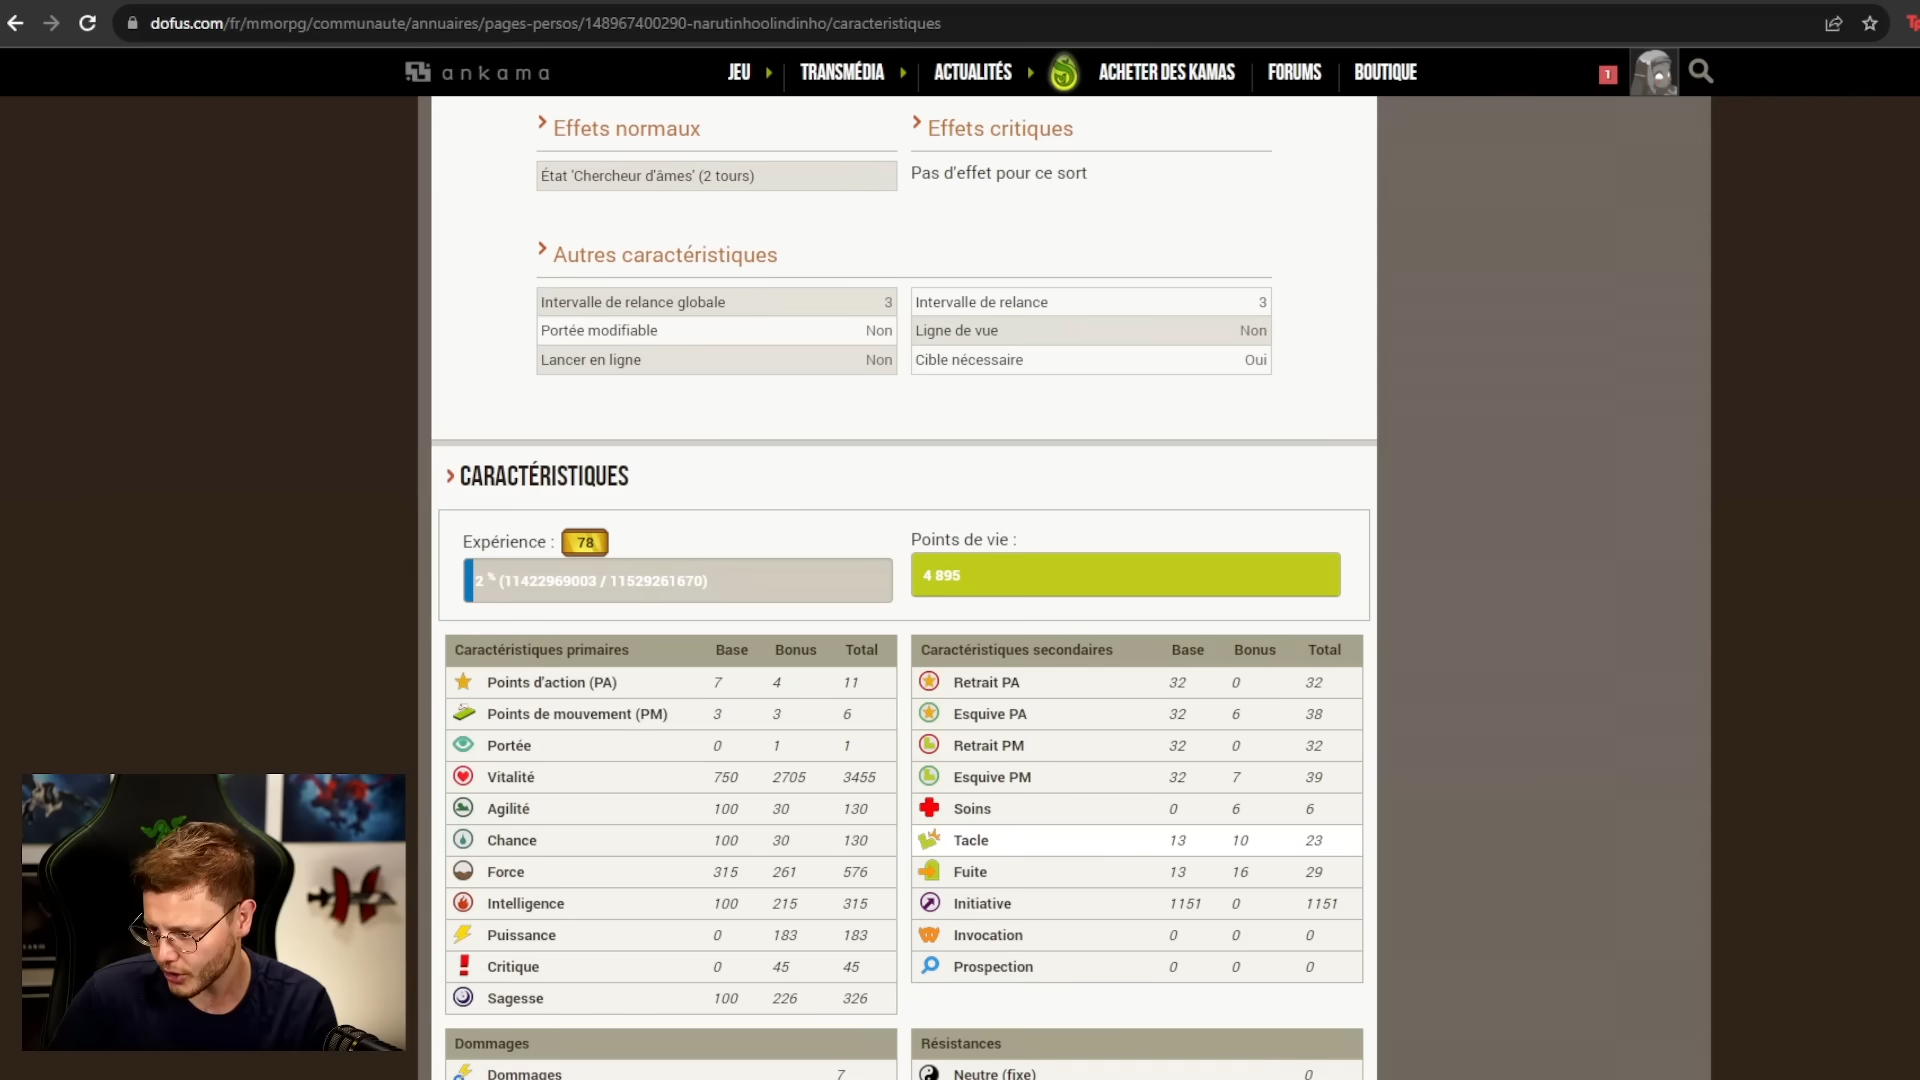 dofus.com/fr/mmorpg/communaute/annuaires/pages-persos/148967400290-narutinhoolindinho/caracteristiques
ankama
JEU
TRANSMÉDIA
ACTUALITÉS
ACHETER DES KAMAS
FORUMS
BOUTIQUE
1
Effets normaux
Effets critiques
État 'Chercheur d'âmes' (2 tours)
Pas d'effet pour ce sort
Autres caractéristiques
Intervalle de relance globale 3
Intervalle de relance 3
Portée modifiable Non
Ligne de vue Non
Lancer en ligne Non
Cible nécessaire Oui
CARACTÉRISTIQUES
Expérience : 78
Points de vie :
2 % (11422969003 / 11529261670)
4 895
Caractéristiques primaires Base Bonus Total
Points d'action (PA) 7 4 11
Points de mouvement (PM) 3 3 6
Portée 0 1 1
Vitalité 750 2705 3455
Agilité 100 30 130
Chance 100 30 130
Force 315 261 576
Intelligence 100 215 315
Puissance 0 183 183
Critique 0 45 45
Sagesse 100 226 326
Caractéristiques secondaires Base Bonus Total
Retrait PA 32 0 32
Esquive PA 32 6 38
Retrait PM 32 0 32
Esquive PM 32 7 39
Soins 0 6 6
Tacle 13 10 23
Fuite 13 16 29
Initiative 1151 0 1151
Invocation 0 0 0
Prospection 0 0 0
Dommages
Dommages 7
Résistances
Neutre (fixe) 0